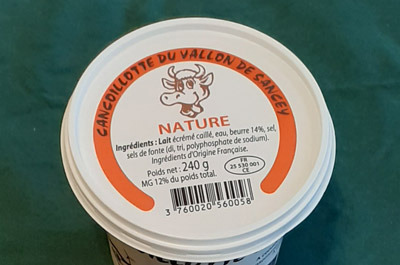 CANCOILLOTTE DU VALLON DE SANCEY
NATURE
Ingrédients : Lait écrémé caillé, eau, beurre 14%, sel,
sels de fonte (di, tri, polyphosphate de sodium).
Ingrédients d'Origine Française.
Poids net : 240 g
MG 12% du poids total.
FR
25 530 001
CE
3 760020 560058